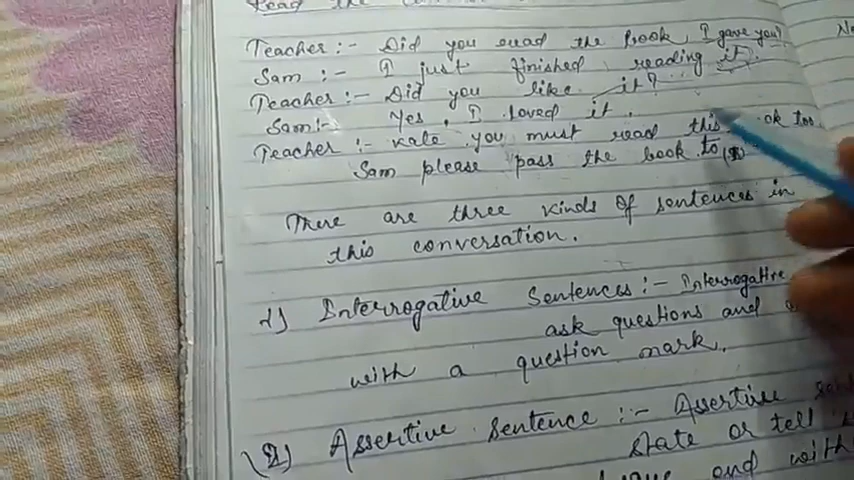 Read the
Teacher :- Did you read the book, I gave you?
Sam :- I just finished reading it.
Teacher :- Did you like it?
Sam :- Yes, I loved it.
Teacher :- Kate you must read this too
Sam please pass the book to
There are three kinds of sentences in
this conversation.
1) Interrogative Sentences :- Interrogative
ask questions and
with a question mark.
(2) Assertive sentence :- Assertive
State or tell
and with